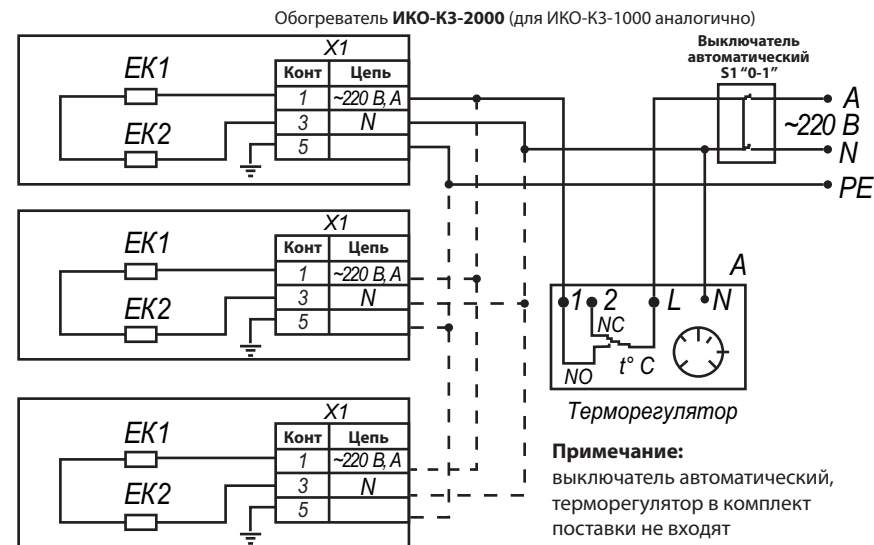 Обогреватель ИКО-К3-2000 (для ИКО-К3-1000 аналогично)
Выключатель
автоматический
S1 “0-1”
X1
Конт Цепь
1 ~220 В, А
3 N
5
ЕК1
ЕК2
A
~220 В
N
PE
X1
Конт Цепь
1 ~220 В, А
3 N
5
ЕК1
ЕК2
A
1 2 L N
NC
NO
t° C
Терморегулятор
X1
Конт Цепь
1 ~220 В, А
3 N
5
ЕК1
ЕК2
Примечание:
выключатель автоматический,
терморегулятор в комплект
поставки не входят